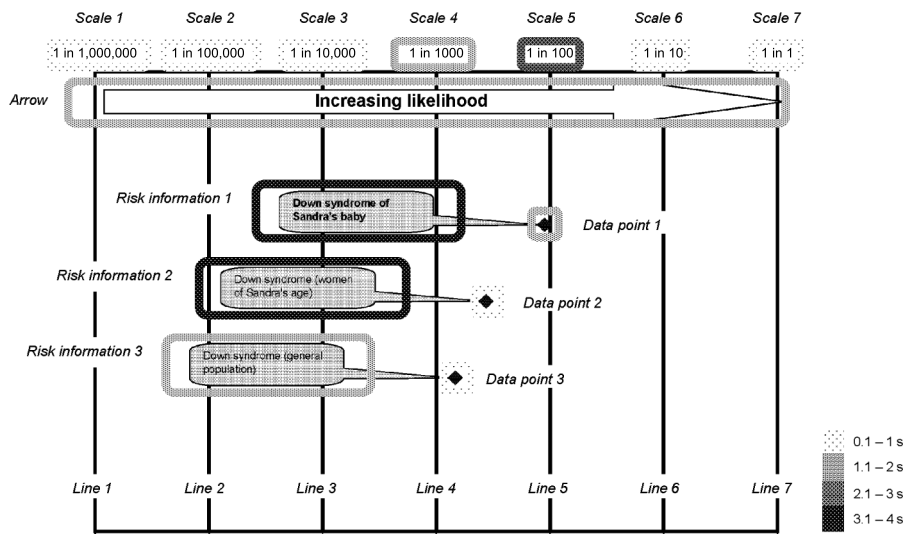 Scale 1 Scale 2 Scale 3 Scale 4 Scale 5 Scale 6 Scale 7
1 in 1,000,000 1 in 100,000 1 in 10,000 1 in 1000 1 in 100 1 in 10 1 in 1
Arrow Increasing likelihood
Risk information 1
Down syndrome of
Sandra's baby
Data point 1
Risk information 2
Down syndrome (women
of Sandra's age)
Data point 2
Risk information 3
Down syndrome (general
population)
Data point 3
0.1 – 1 s
1.1 – 2 s
Line 1 Line 2 Line 3 Line 4 Line 5 Line 6 Line 7
2.1 – 3 s
3.1 – 4 s